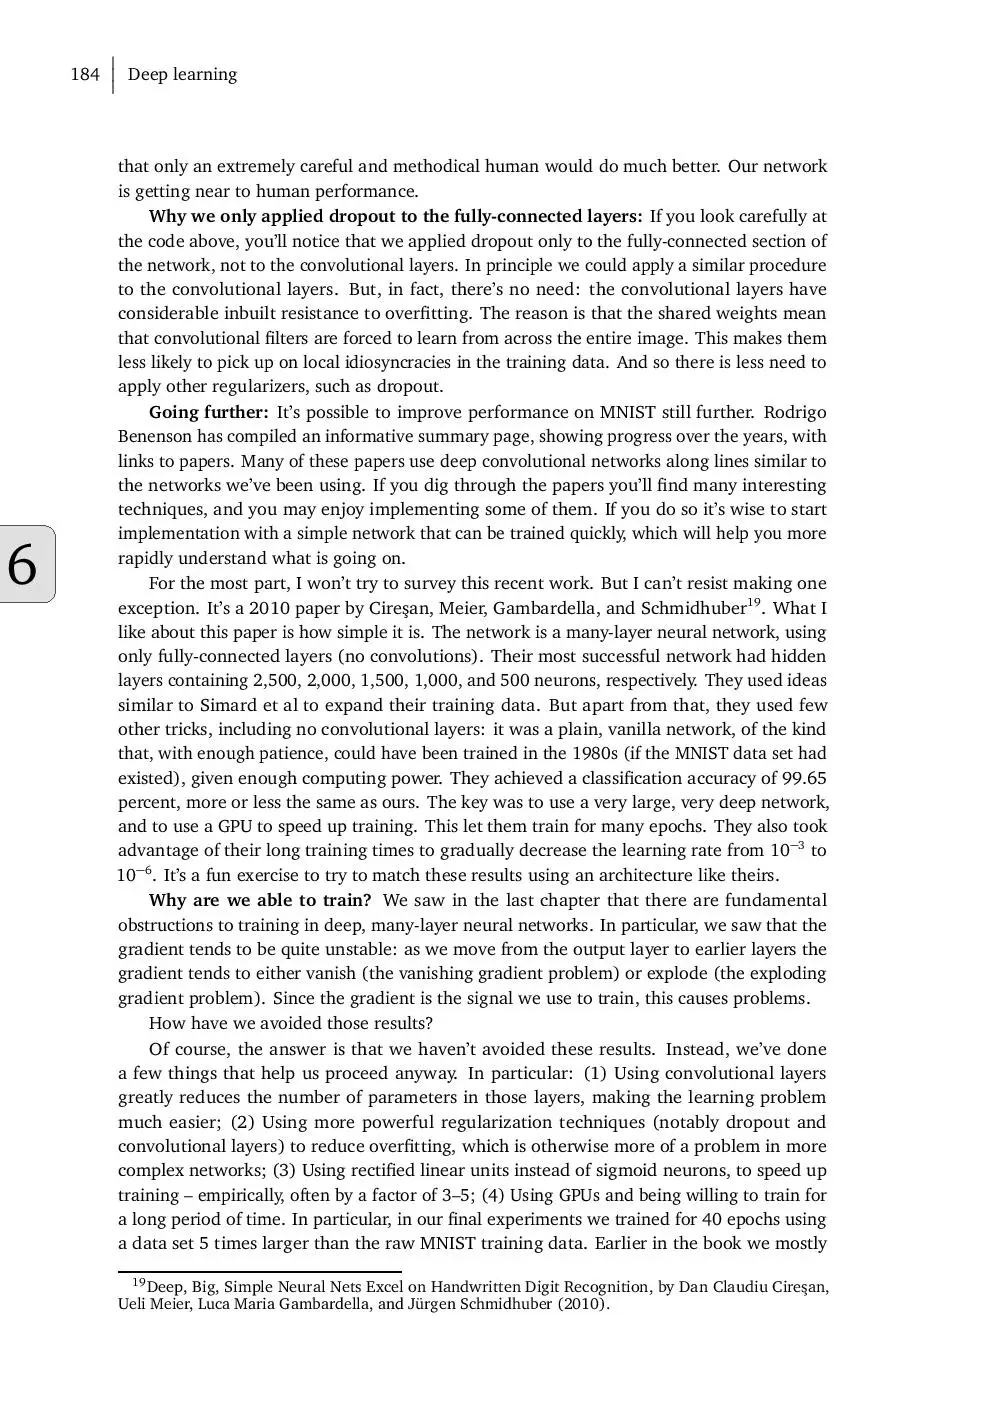 184 Deep learning
that only an extremely careful and methodical human would do much better. Our network
is getting near to human performance.
Why we only applied dropout to the fully-connected layers: If you look carefully at
the code above, you'll notice that we applied dropout only to the fully-connected section of
the network, not to the convolutional layers. In principle we could apply a similar procedure
to the convolutional layers. But, in fact, there's no need: the convolutional layers have
considerable inbuilt resistance to overfitting. The reason is that the shared weights mean
that convolutional filters are forced to learn from across the entire image. This makes them
less likely to pick up on local idiosyncracies in the training data. And so there is less need to
apply other regularizers, such as dropout.
Going further: It's possible to improve performance on MNIST still further. Rodrigo
Benenson has compiled an informative summary page, showing progress over the years, with
links to papers. Many of these papers use deep convolutional networks along lines similar to
the networks we've been using. If you dig through the papers you'll find many interesting
techniques, and you may enjoy implementing some of them. If you do so it's wise to start
implementation with a simple network that can be trained quickly, which will help you more
rapidly understand what is going on.
6
For the most part, I won't try to survey this recent work. But I can't resist making one
exception. It's a 2010 paper by Cireşan, Meier, Gambardella, and Schmidhuber¹⁹. What I
like about this paper is how simple it is. The network is a many-layer neural network, using
only fully-connected layers (no convolutions). Their most successful network had hidden
layers containing 2,500, 2,000, 1,500, 1,000, and 500 neurons, respectively. They used ideas
similar to Simard et al to expand their training data. But apart from that, they used few
other tricks, including no convolutional layers: it was a plain, vanilla network, of the kind
that, with enough patience, could have been trained in the 1980s (if the MNIST data set had
existed), given enough computing power. They achieved a classification accuracy of 99.65
percent, more or less the same as ours. The key was to use a very large, very deep network,
and to use a GPU to speed up training. This let them train for many epochs. They also took
advantage of their long training times to gradually decrease the learning rate from 10⁻³ to
10⁻⁶. It's a fun exercise to try to match these results using an architecture like theirs.
Why are we able to train? We saw in the last chapter that there are fundamental
obstructions to training in deep, many-layer neural networks. In particular, we saw that the
gradient tends to be quite unstable: as we move from the output layer to earlier layers the
gradient tends to either vanish (the vanishing gradient problem) or explode (the exploding
gradient problem). Since the gradient is the signal we use to train, this causes problems.
How have we avoided those results?
Of course, the answer is that we haven't avoided these results. Instead, we've done
a few things that help us proceed anyway. In particular: (1) Using convolutional layers
greatly reduces the number of parameters in those layers, making the learning problem
much easier; (2) Using more powerful regularization techniques (notably dropout and
convolutional layers) to reduce overfitting, which is otherwise more of a problem in more
complex networks; (3) Using rectified linear units instead of sigmoid neurons, to speed up
training – empirically, often by a factor of 3–5; (4) Using GPUs and being willing to train for
a long period of time. In particular, in our final experiments we trained for 40 epochs using
a data set 5 times larger than the raw MNIST training data. Earlier in the book we mostly
¹⁹Deep, Big, Simple Neural Nets Excel on Handwritten Digit Recognition, by Dan Claudiu Cireşan,
Ueli Meier, Luca Maria Gambardella, and Jürgen Schmidhuber (2010).